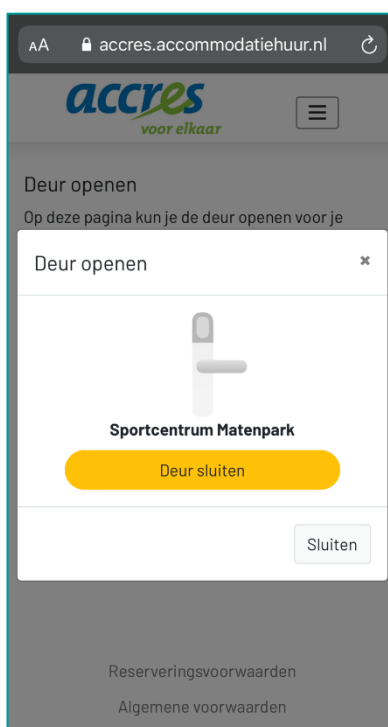 AA accres.accommodatiehuur.nl
accres
voor elkaar
Deur openen
Op deze pagina kun je de deur openen voor je
Deur openen
Sportcentrum Matenpark
Deur sluiten
Sluiten
Reserveringsvoorwaarden
Algemene voorwaarden